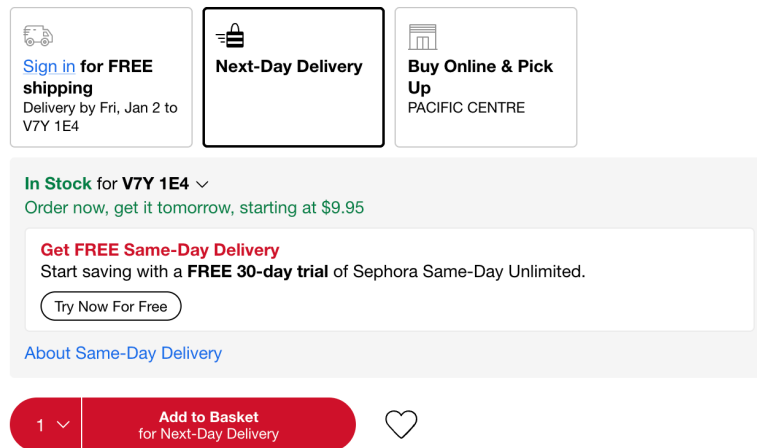 Sign in for FREE
shipping
Delivery by Fri, Jan 2 to
V7Y 1E4
Next-Day Delivery
Buy Online & Pick
Up
PACIFIC CENTRE
In Stock for V7Y 1E4
Order now, get it tomorrow, starting at $9.95
Get FREE Same-Day Delivery
Start saving with a FREE 30-day trial of Sephora Same-Day Unlimited.
Try Now For Free
About Same-Day Delivery
1
Add to Basket
for Next-Day Delivery